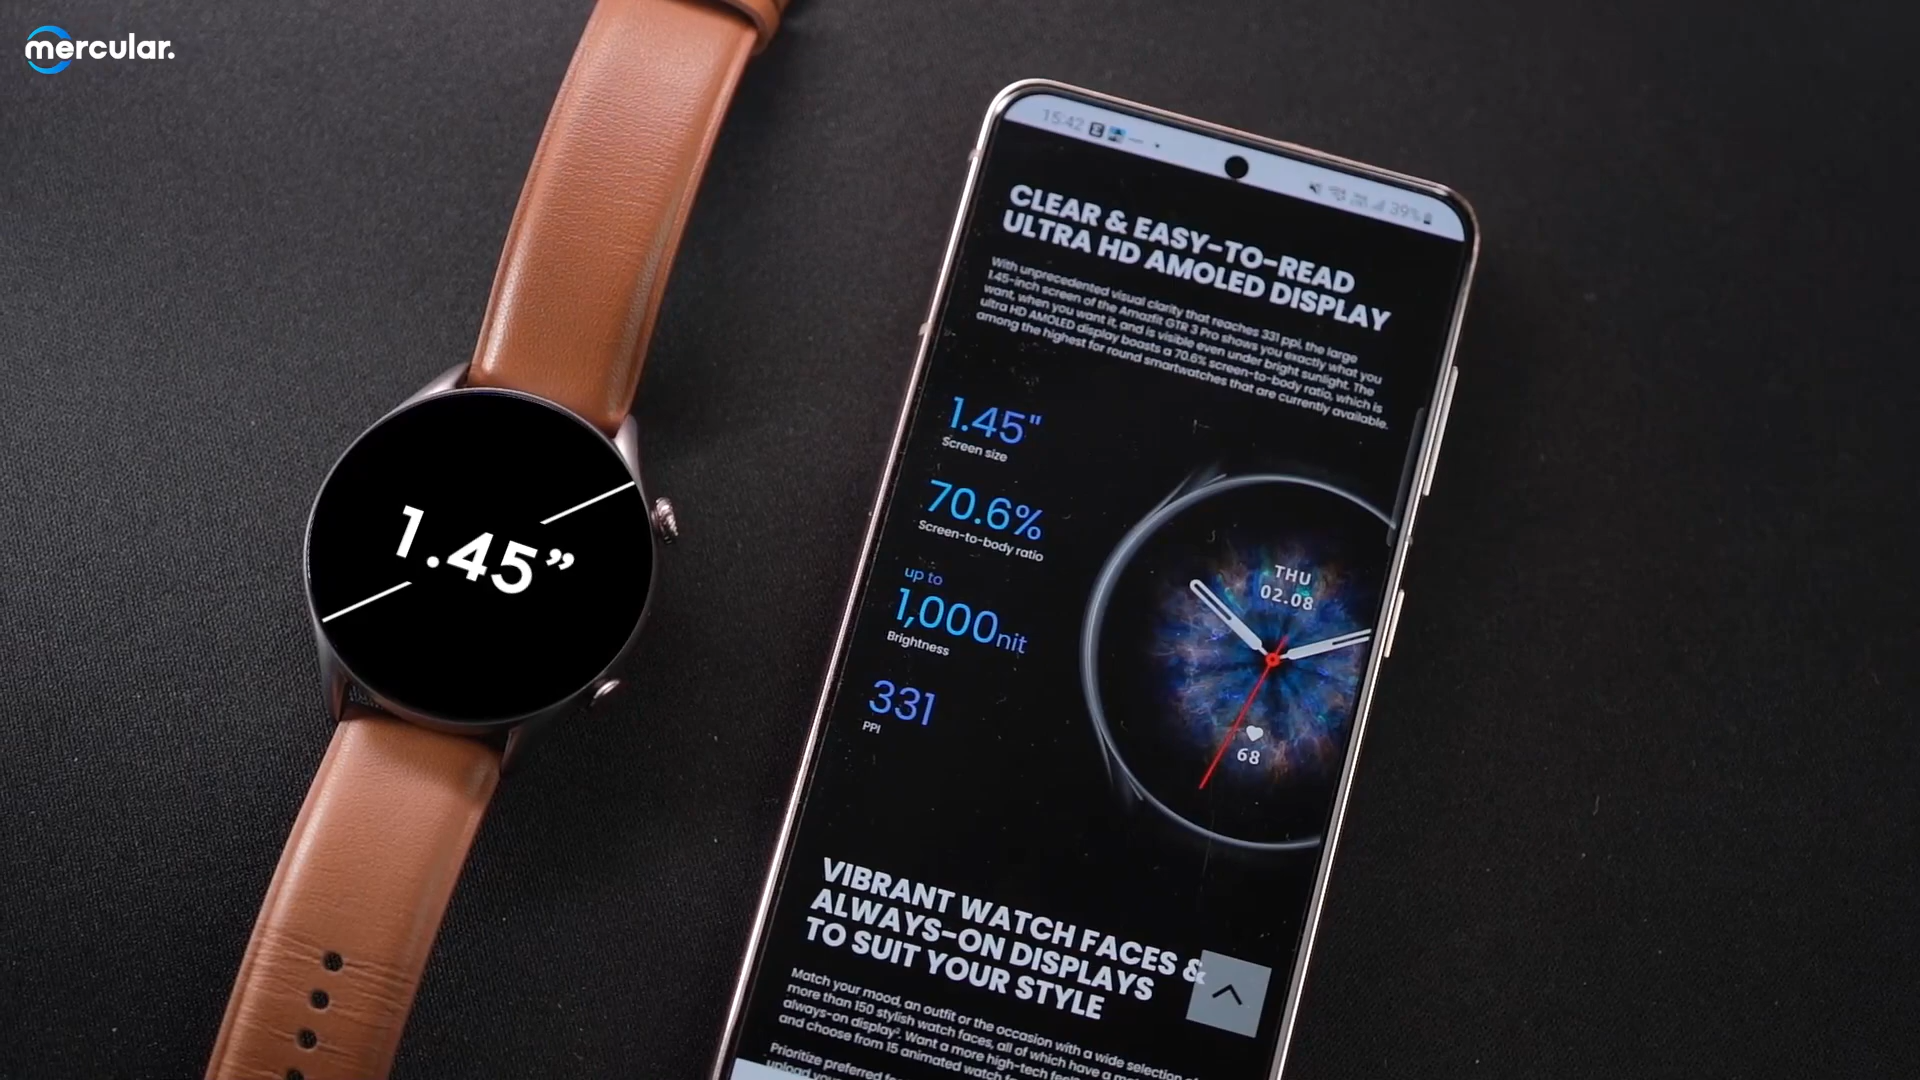 mercular.
1.45”
15:42
39%
CLEAR & EASY-TO-READ
ULTRA HD AMOLED DISPLAY
With unprecedented visual clarity that reaches 331 ppi, the large
1.45-inch screen of the Amazfit GTR 3 Pro shows you exactly what you
want, when you want it, and is visible even under bright sunlight. The
ultra HD AMOLED display boasts a 70.6% screen-to-body ratio, which is
among the highest for round smartwatches that are currently available.
1.45"
Screen size
70.6%
Screen-to-body ratio
up to
1,000nit
Brightness
331
PPI
THU
02.08
68
VIBRANT WATCH FACES &
ALWAYS-ON DISPLAYS
TO SUIT YOUR STYLE
Match your mood, an outfit or the occasion with a wide selection
more than 150 stylish watch faces, all of which have a
always-on display². Want a more high-tech
and choose from 15 animated watch
Prioritize preferred
upload